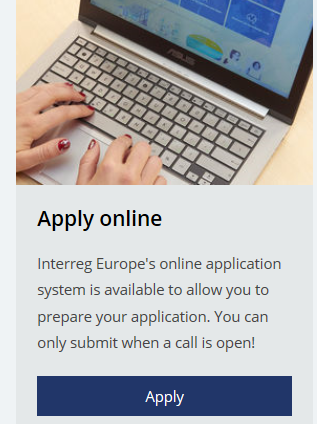 ASUS
Apply online
Interreg Europe's online application
system is available to allow you to
prepare your application. You can
only submit when a call is open!
Apply